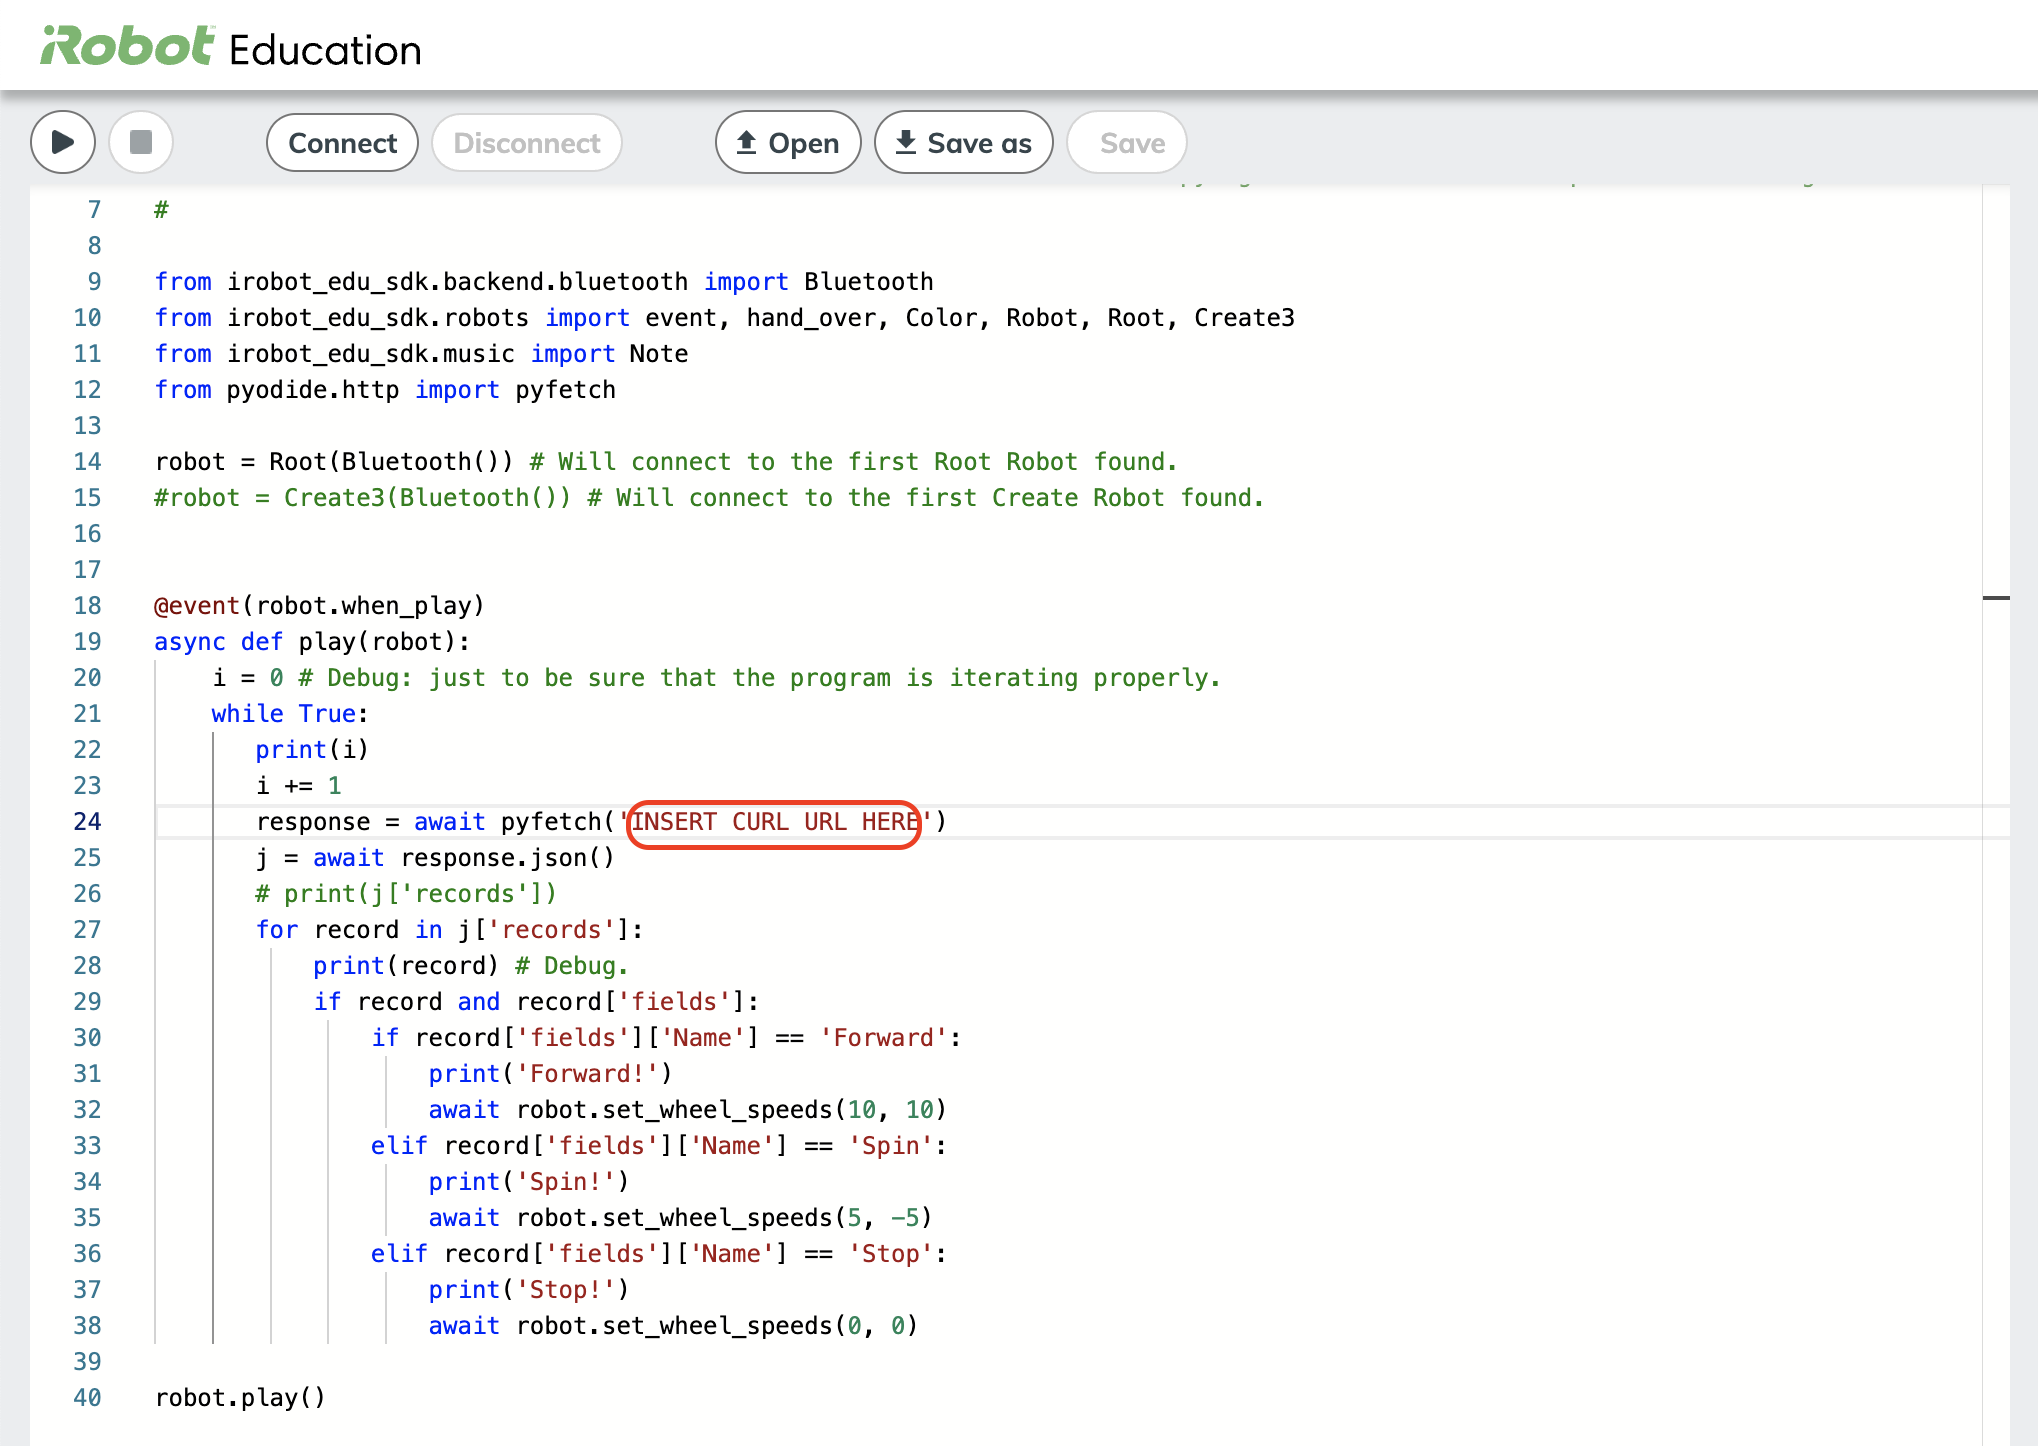 iRobot Education
Connect Disconnect Open Save as Save
7 #
8
9 from irobot_edu_sdk.backend.bluetooth import Bluetooth
10 from irobot_edu_sdk.robots import event, hand_over, Color, Robot, Root, Create3
11 from irobot_edu_sdk.music import Note
12 from pyodide.http import pyfetch
13
14 robot = Root(Bluetooth()) # Will connect to the first Root Robot found.
15 #robot = Create3(Bluetooth()) # Will connect to the first Create Robot found.
16
17
18 @event(robot.when_play)
19 async def play(robot):
20     i = 0 # Debug: just to be sure that the program is iterating properly.
21     while True:
22        print(i)
23        i += 1
24        response = await pyfetch('INSERT CURL URL HERE')
25        j = await response.json()
26        # print(j['records'])
27        for record in j['records']:
28            print(record) # Debug.
29            if record and record['fields']:
30                if record['fields']['Name'] == 'Forward':
31                    print('Forward!')
32                    await robot.set_wheel_speeds(10, 10)
33                elif record['fields']['Name'] == 'Spin':
34                    print('Spin!')
35                    await robot.set_wheel_speeds(5, -5)
36                elif record['fields']['Name'] == 'Stop':
37                    print('Stop!')
38                    await robot.set_wheel_speeds(0, 0)
39
40 robot.play()